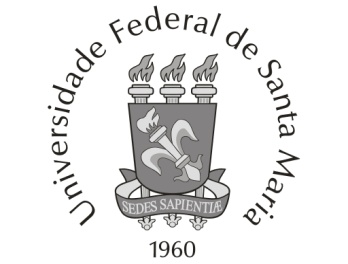 Universidade Federal de Santa Maria
SEDES SAPIENTIÆ
1960